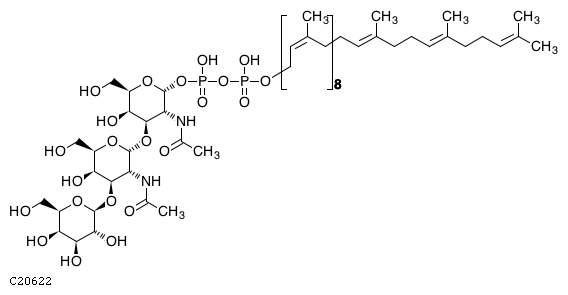 CH3 CH3 CH3 CH3
OH OH
HO O O P O P O CH3
O O 8
HO NH
O O CH3
HO O
HO NH
O O CH3
HO O
HO OH
OH
C20622